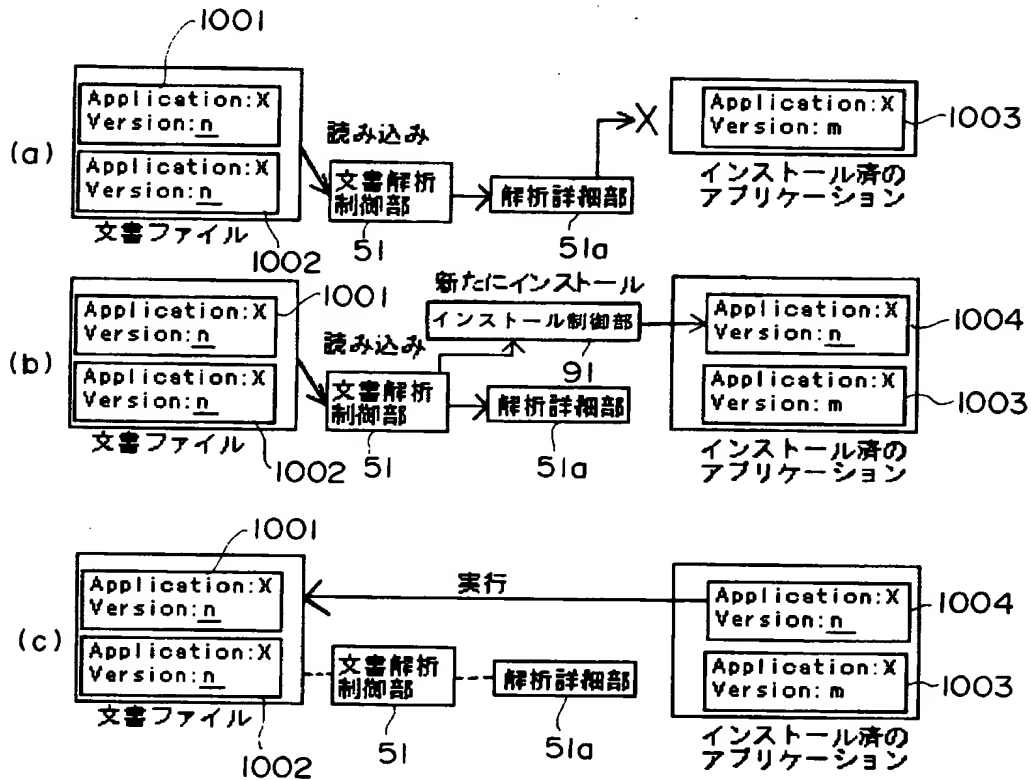 (a)
1001
Application:X
Version:n
Application:X
Version:n
文書ファイル
1002
読み込み
文書解析
制御部
51
解析詳細部
51a
X
Application:X
Version:m
1003
インストール済の
アプリケーション
(b)
1001
Application:X
Version:n
Application:X
Version:n
文書ファイル
1002
読み込み
文書解析
制御部
51
新たにインストール
インストール制御部
91
解析詳細部
51a
Application:X
Version:n
1004
Application:X
Version:m
1003
インストール済の
アプリケーション
(c)
1001
Application:X
Version:n
Application:X
Version:n
文書ファイル
1002
実行
文書解析
制御部
51
解析詳細部
51a
Application:X
Version:n
1004
Application:X
Version:m
1003
インストール済の
アプリケーション